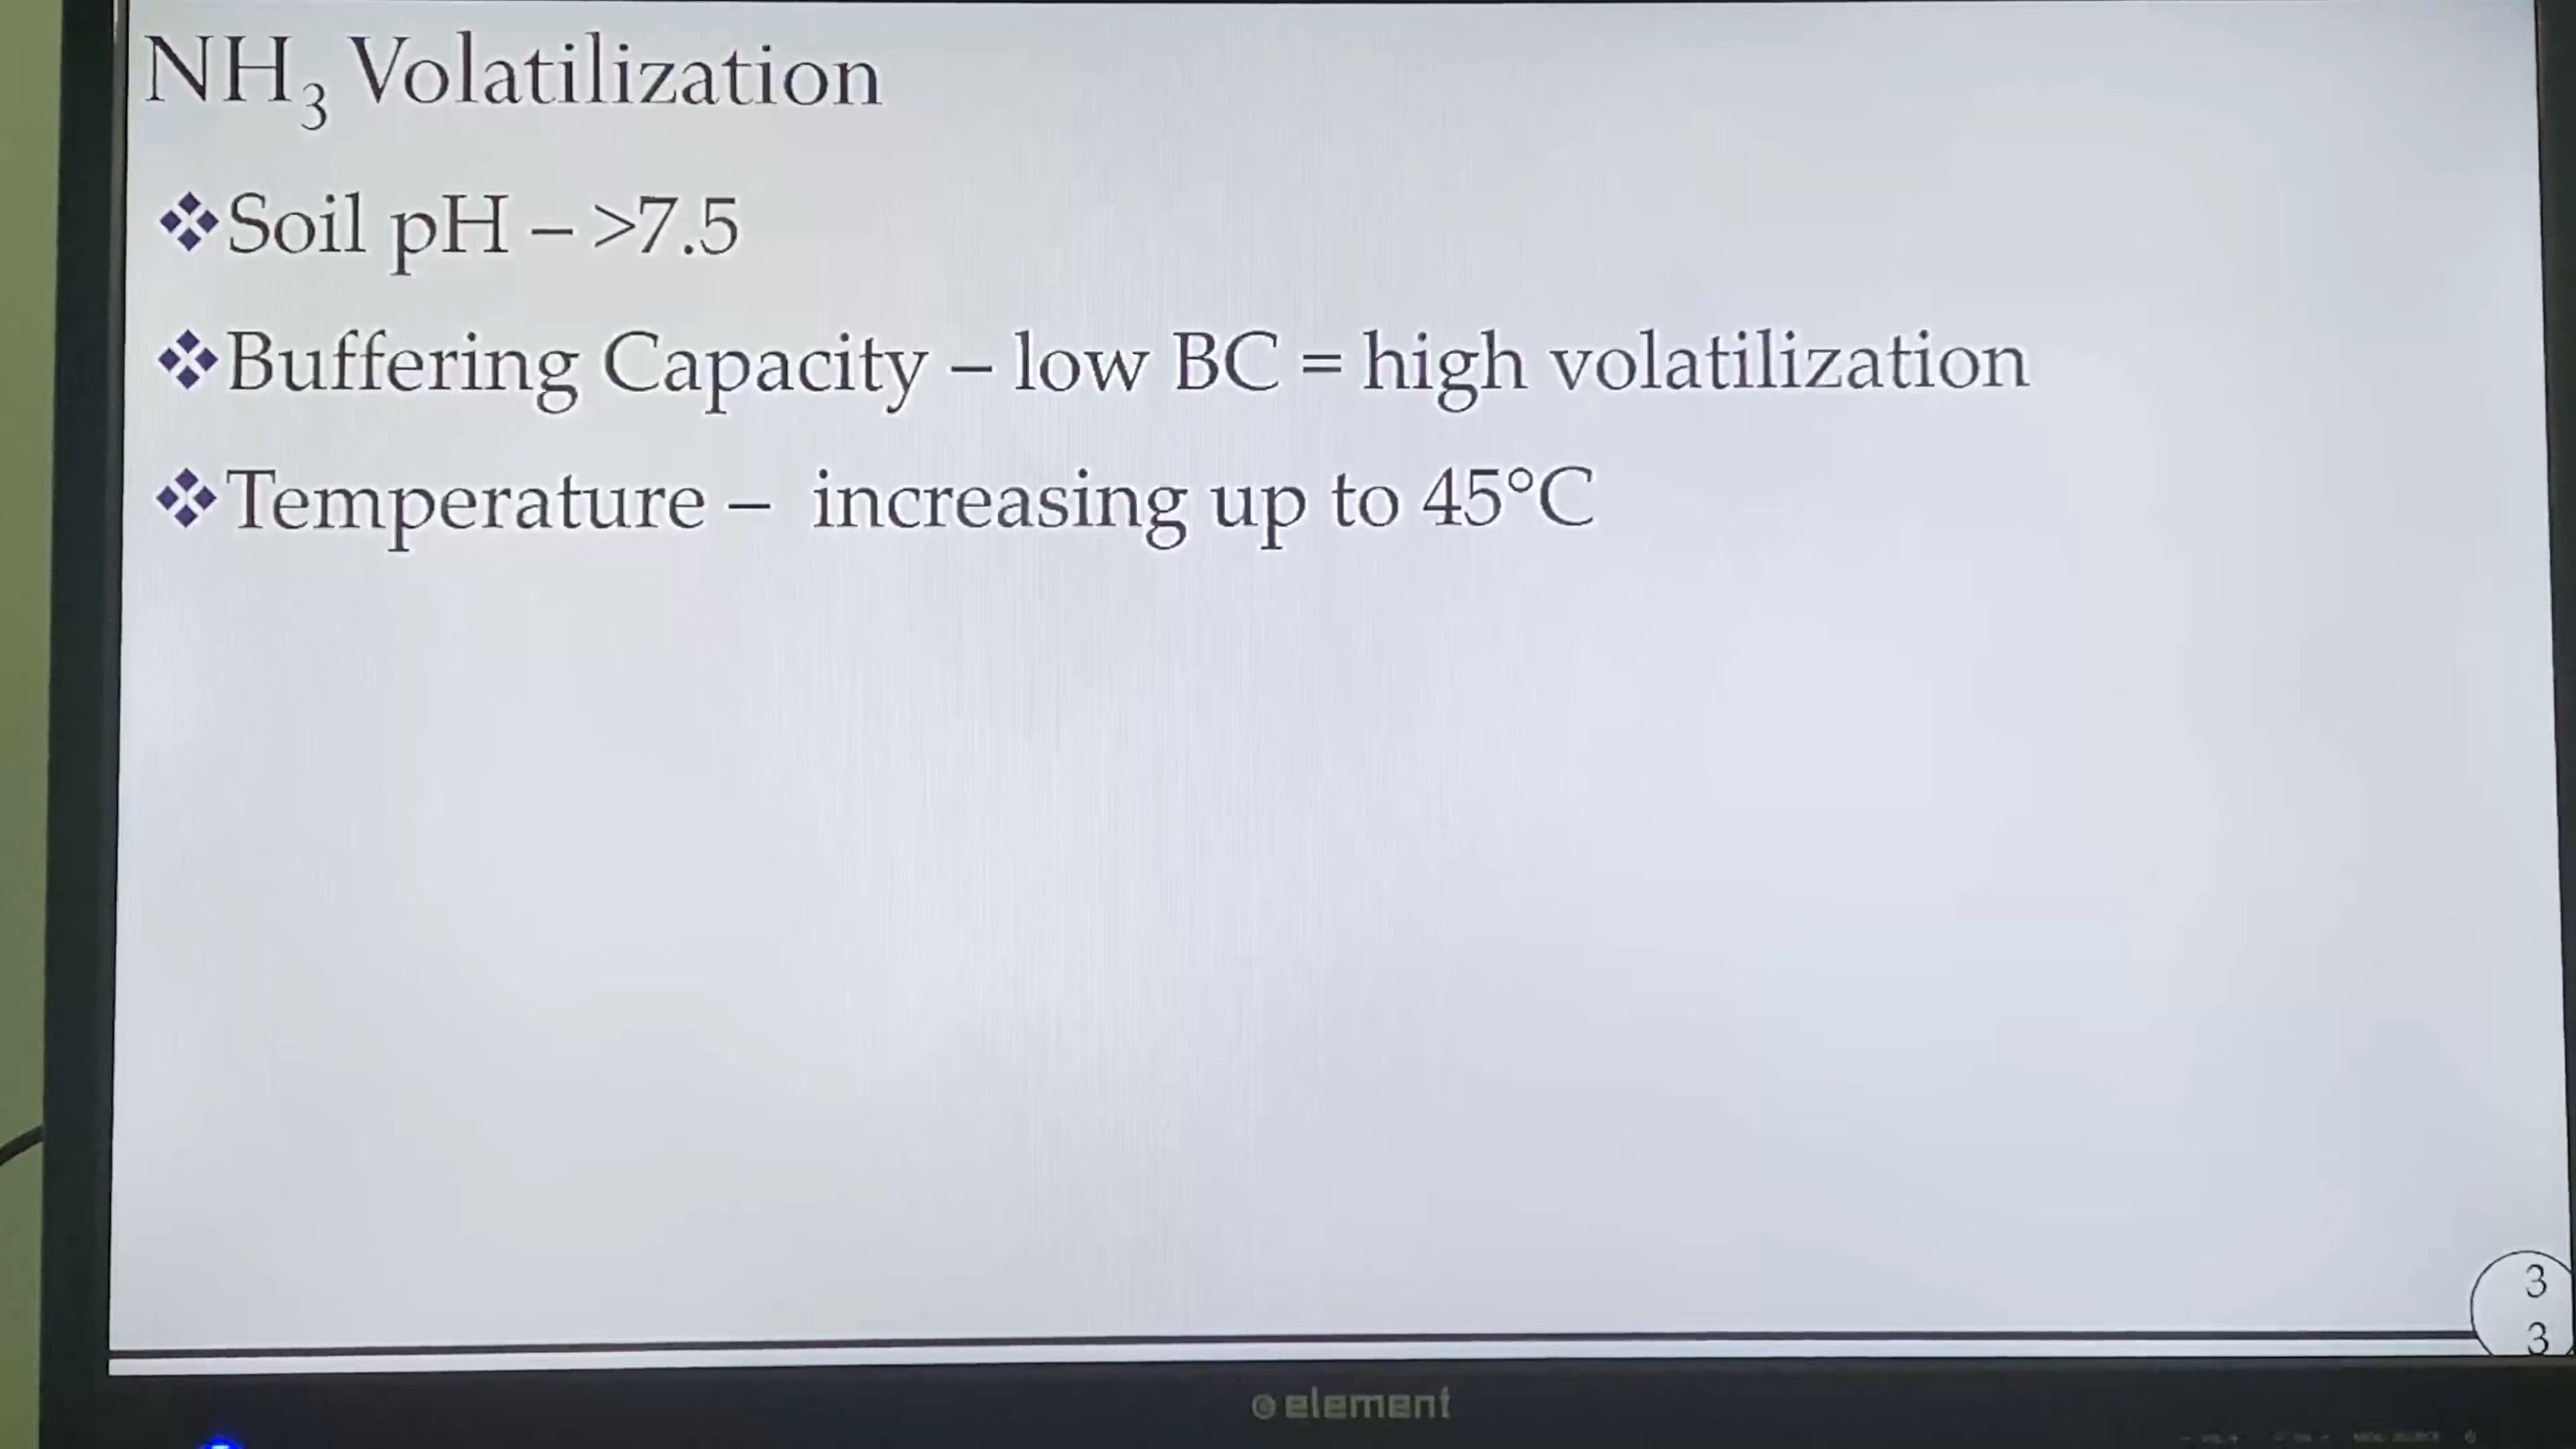 NH₃ Volatilization
❖Soil pH – >7.5
❖Buffering Capacity – low BC = high volatilization
❖Temperature – increasing up to 45°C
3
3
element